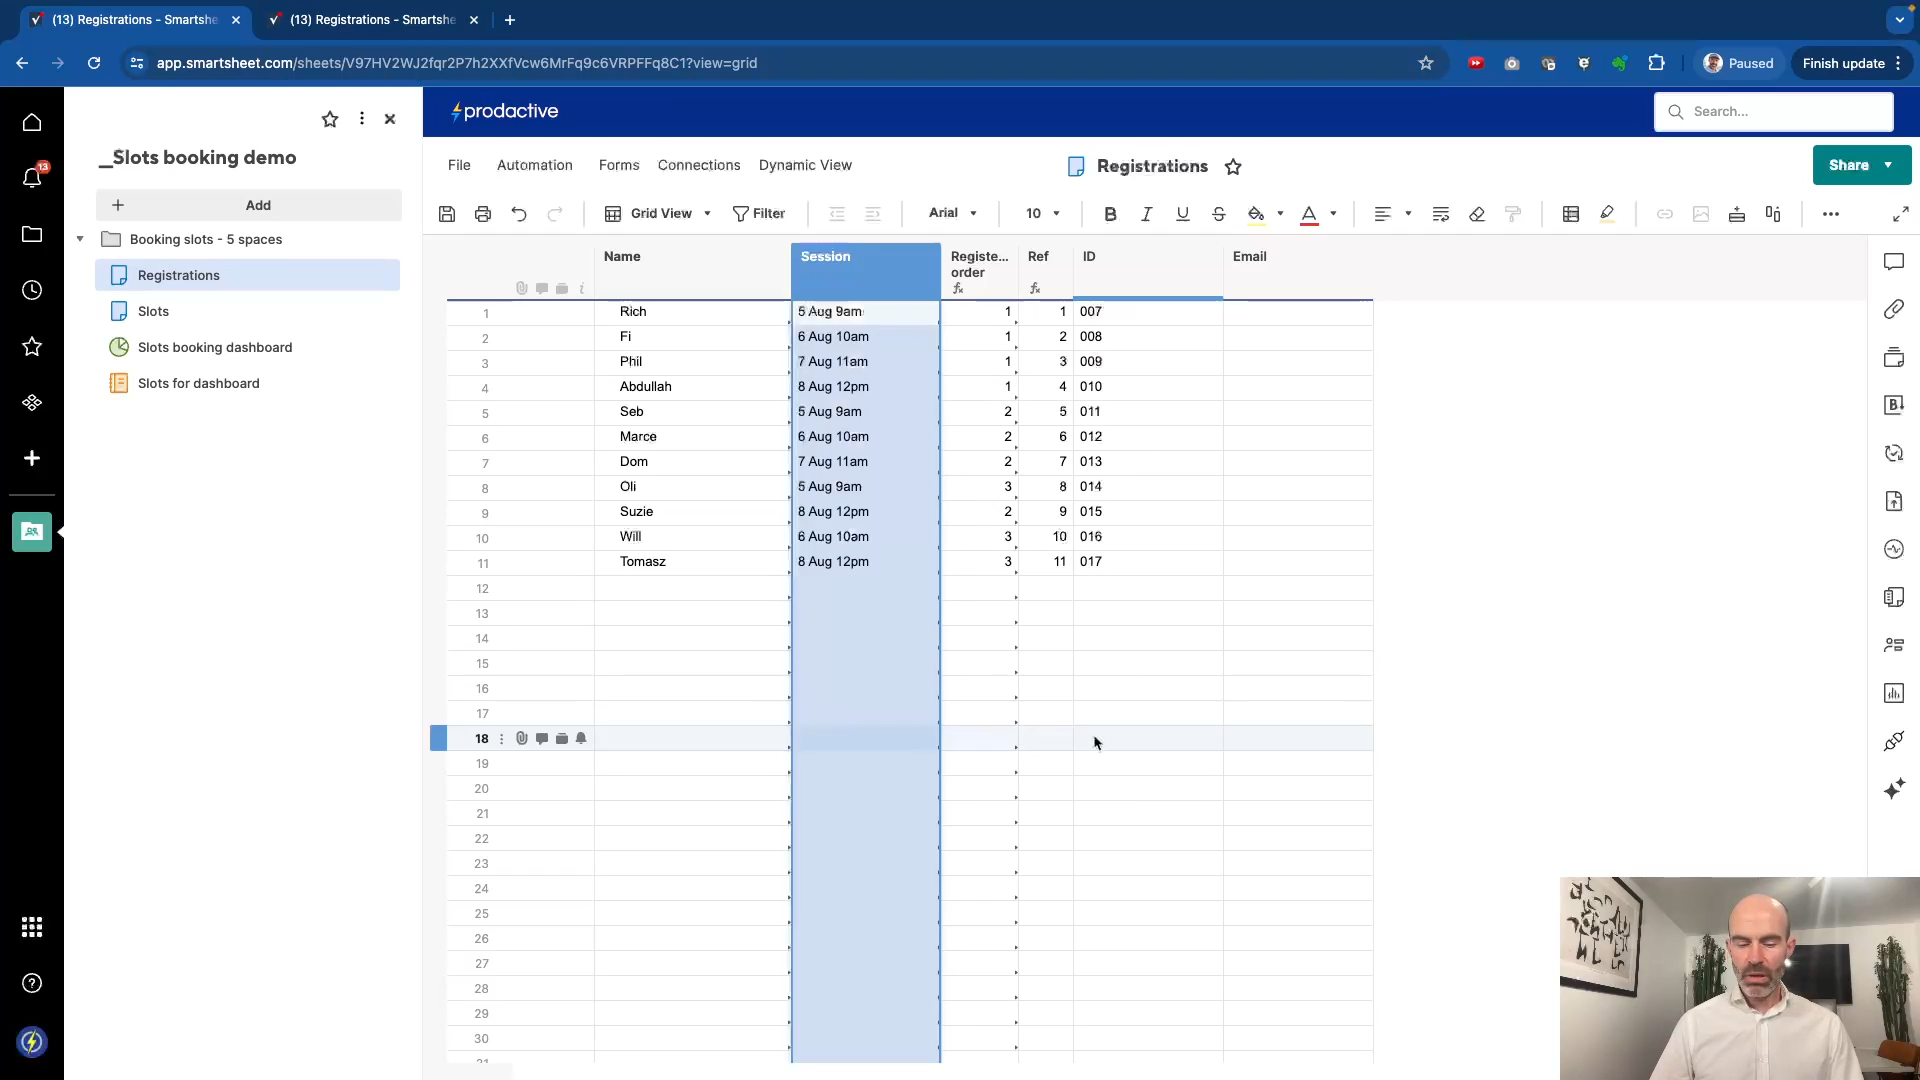 (13) Registrations - Smartshe
(13) Registrations - Smartshe
app.smartsheet.com/sheets/V97HV2WJ2fqr2P7h2XXfVcw6MrFq9c6VRPFFq8C1?view=grid
Paused
Finish update
13
__Slots booking demo
Add
Booking slots - 5 spaces
Registrations
Slots
Slots booking dashboard
Slots for dashboard
prodactive
Search...
File
Automation
Forms
Connections
Dynamic View
Registrations
Share
Grid View
Filter
Arial
10
Name
Session
Registe...
order
Ref
ID
Email
1 Rich 5 Aug 9am 1 1 007
2 Fi 6 Aug 10am 1 2 008
3 Phil 7 Aug 11am 1 3 009
4 Abdullah 8 Aug 12pm 1 4 010
5 Seb 5 Aug 9am 2 5 011
6 Marce 6 Aug 10am 2 6 012
7 Dom 7 Aug 11am 2 7 013
8 Oli 5 Aug 9am 3 8 014
9 Suzie 8 Aug 12pm 2 9 015
10 Will 6 Aug 10am 3 10 016
11 Tomasz 8 Aug 12pm 3 11 017
12
13
14
15
16
17
18
19
20
21
22
23
24
25
26
27
28
29
30